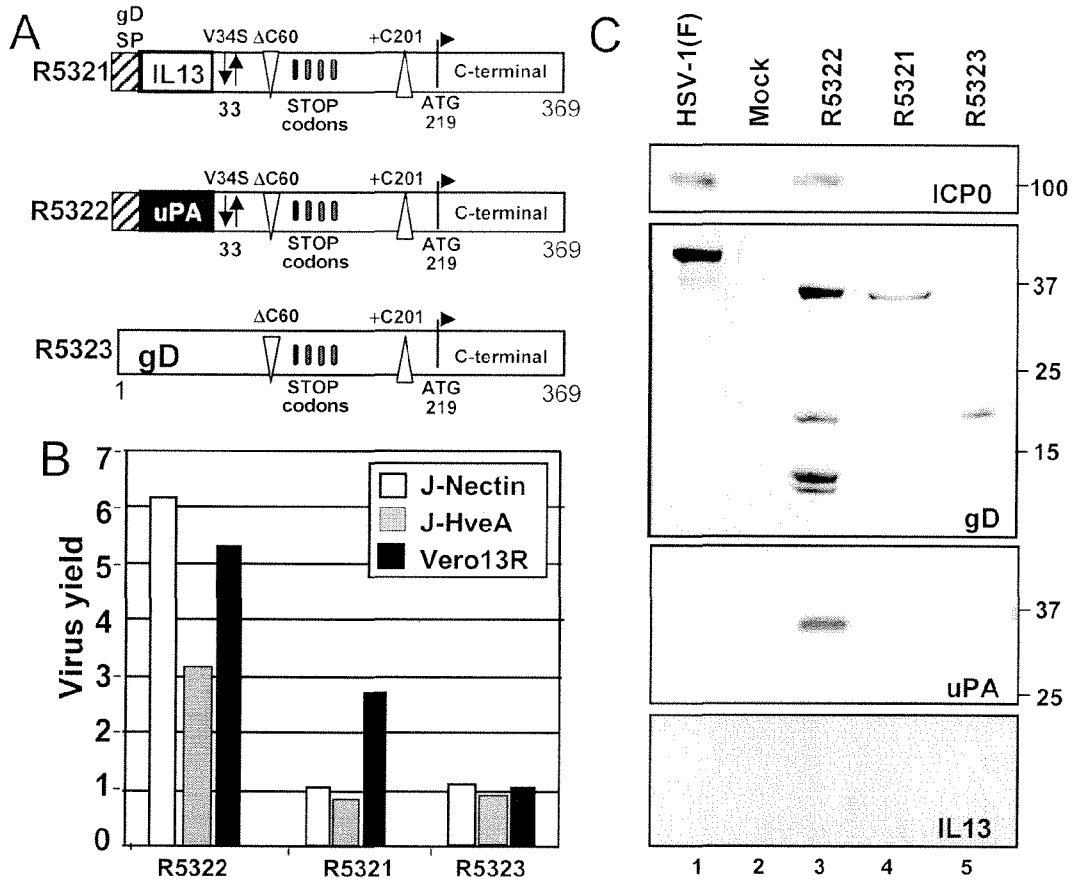 A
gD
SP
V34S ΔC60 +C201
R5321 IL13 C-terminal
33 STOP ATG 369
codons 219
V34S ΔC60 +C201
R5322 uPA C-terminal
33 STOP ATG 369
codons 219
ΔC60 +C201
R5323 gD C-terminal
1 STOP ATG 369
codons 219
B
Virus yield
7
6
5
4
3
2
1
0
J-Nectin
J-HveA
Vero13R
R5322 R5321 R5323
C
HSV-1(F) Mock R5322 R5321 R5323
100
ICP0
37
25
15
gD
37
25
uPA
IL13
1 2 3 4 5